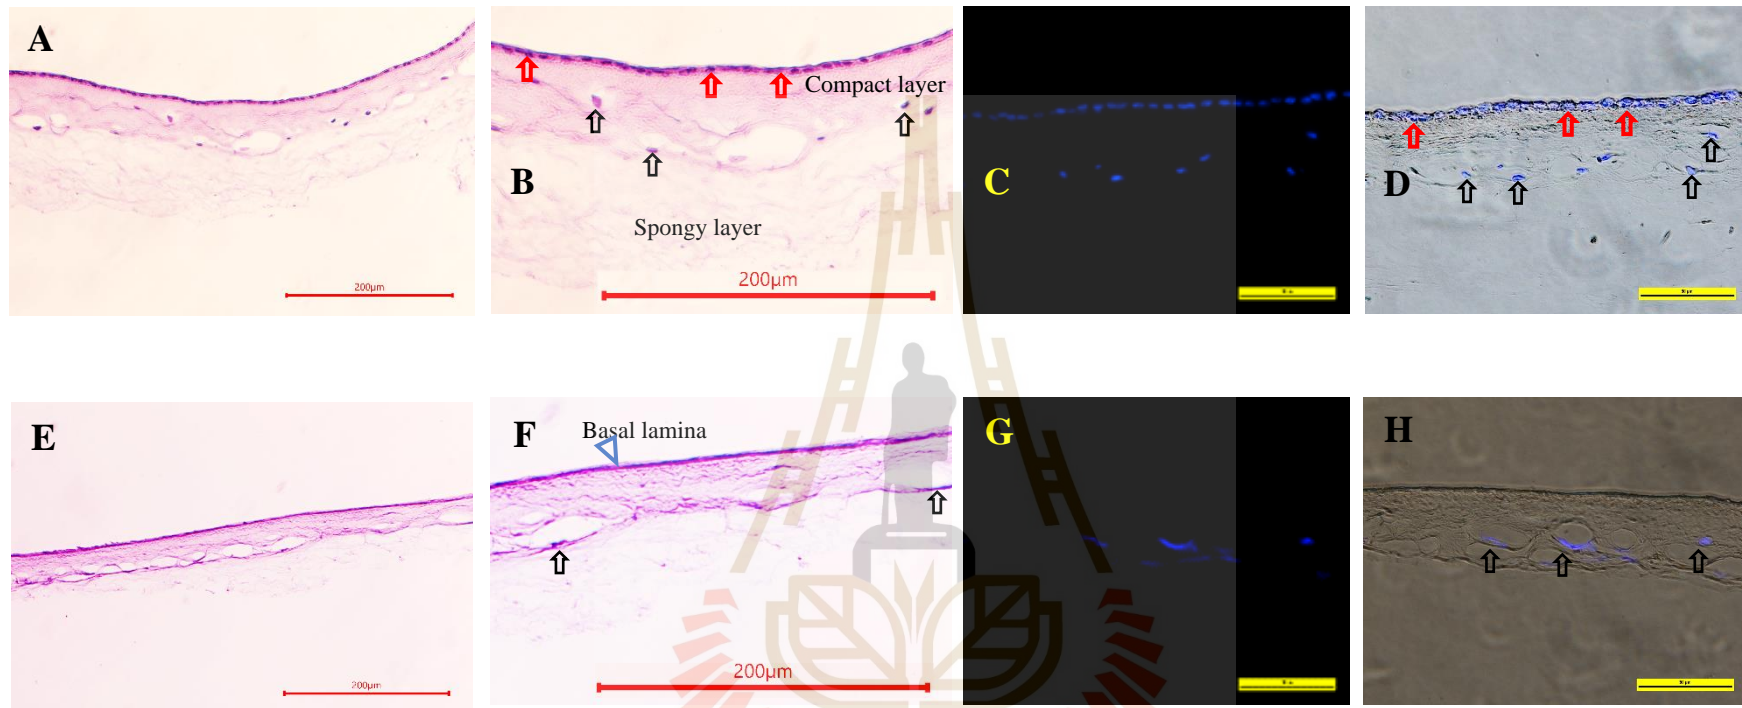 A
200µm
B
Compact layer
Spongy layer
200µm
C
D
E
200µm
F
Basal lamina
200µm
G
H